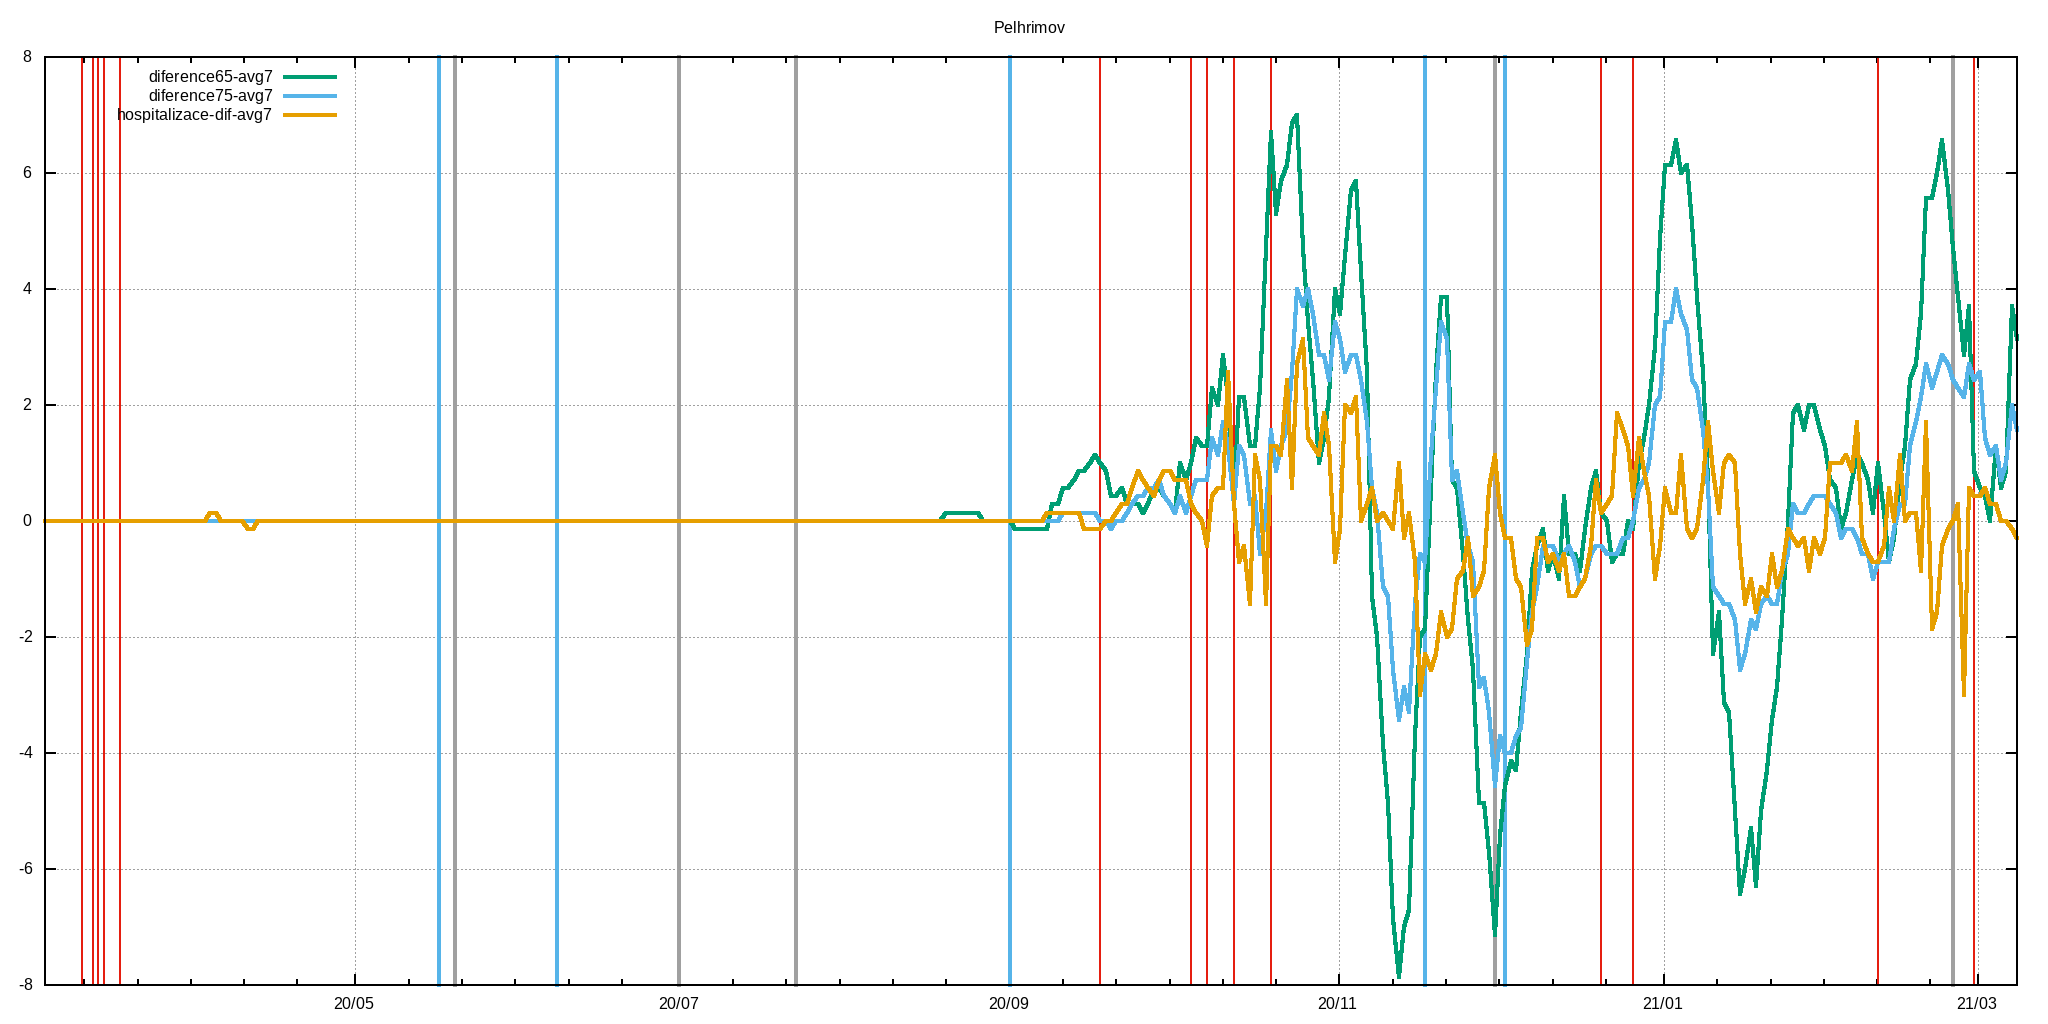 Pelhrimov
8
diference65-avg7
diference75-avg7
hospitalizace-dif-avg7
6
4
2
0
-2
-4
-6
-8
20/05 20/07 20/09 20/11 21/01 21/03